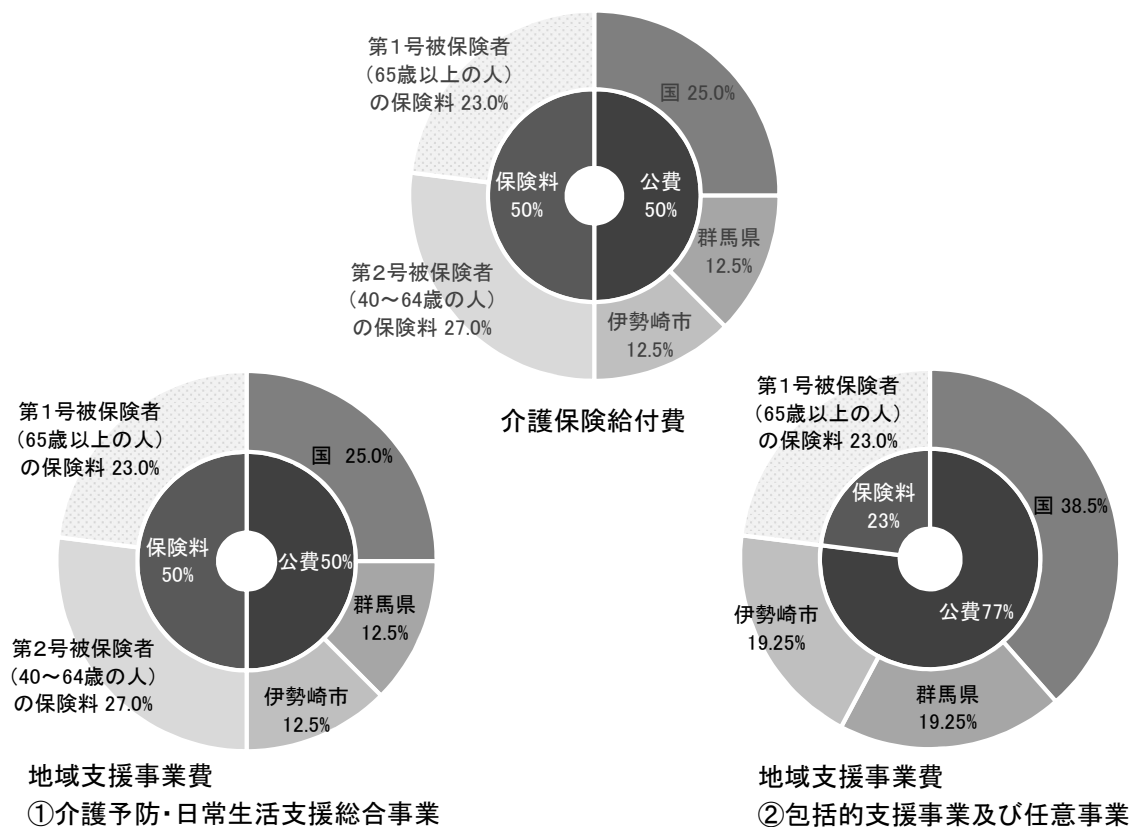 第1号被保険者
(65歳以上の人)
の保険料 23.0%
国 25.0%
保険料
50%
公費
50%
群馬県
12.5%
第2号被保険者
(40~64歳の人)
の保険料 27.0%
伊勢崎市
12.5%
介護保険給付費
第1号被保険者
(65歳以上の人)
の保険料 23.0%
国 25.0%
保険料
50%
公費50%
群馬県
12.5%
第2号被保険者
(40~64歳の人)
の保険料 27.0%
伊勢崎市
12.5%
地域支援事業費
①介護予防・日常生活支援総合事業
第1号被保険者
(65歳以上の人)
の保険料 23.0%
保険料
23%
国 38.5%
公費77%
伊勢崎市
19.25%
群馬県
19.25%
地域支援事業費
②包括的支援事業及び任意事業